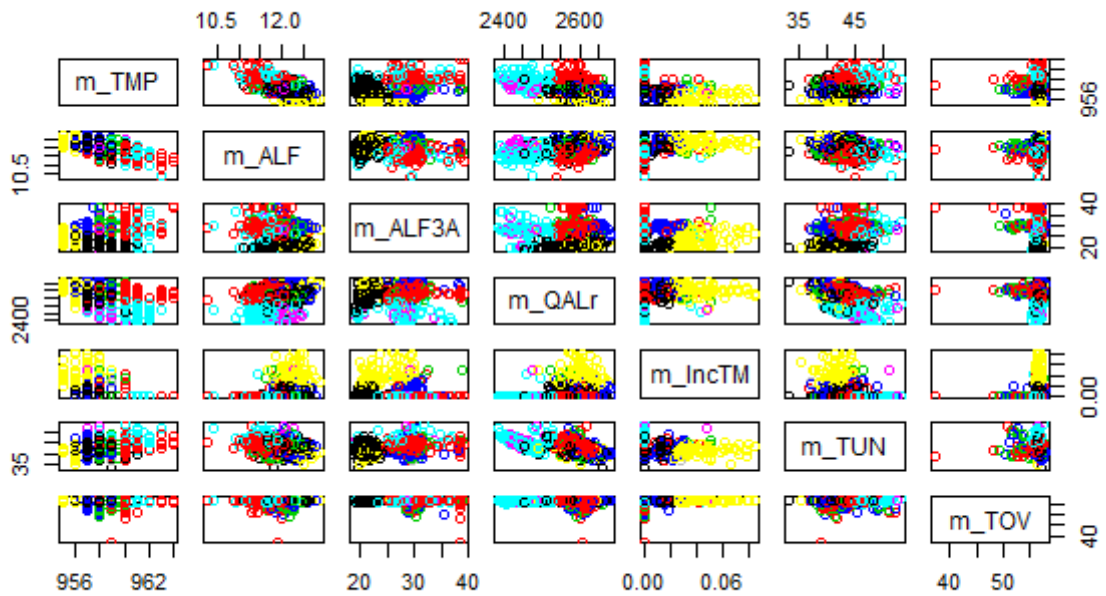 10.5 12.0 2400 2600 35 45
m_TMP 956
10.5 m_ALF
m_ALF3A 20 40
2400 m_QALr
m_IncTM 0.00
35 m_TUN
m_TOV 40
956 962 20 30 40 0.00 0.06 40 50